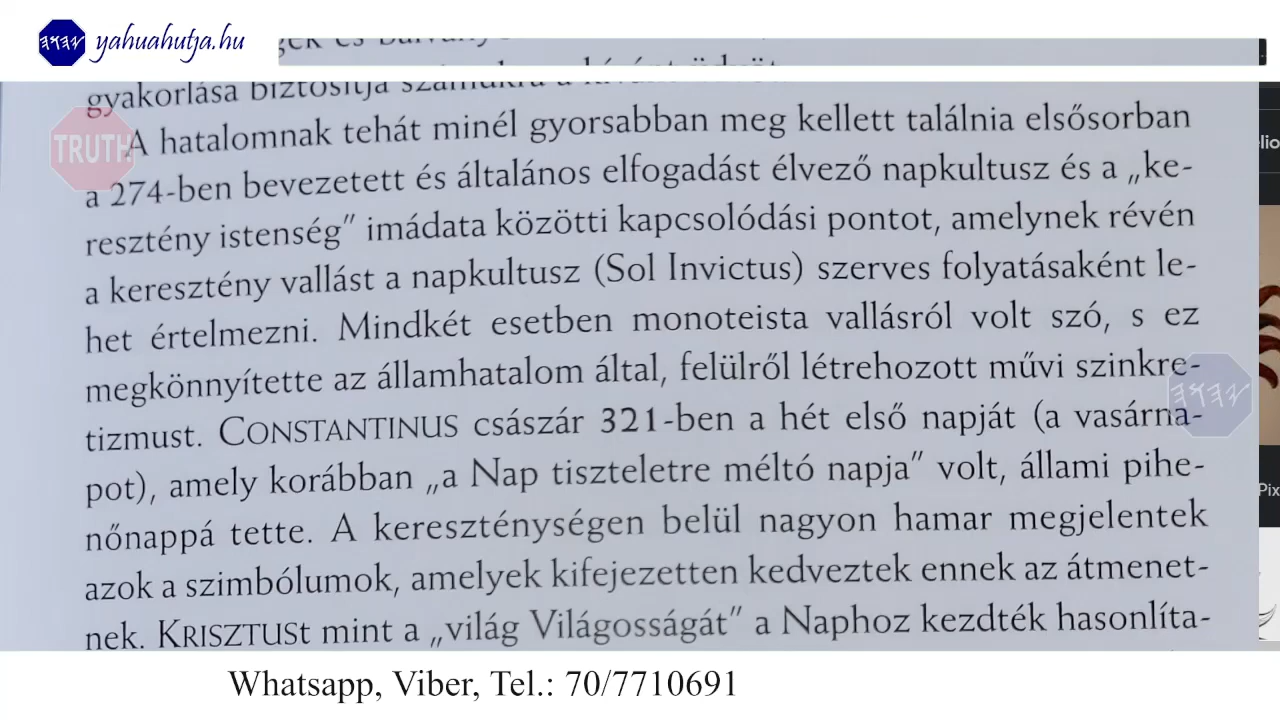 yahuahutja.hu
gyakorlása biztosítja számukra a kívánt
TRUTH
A hatalomnak tehát minél gyorsabban meg kellett találnia elsősorban
a 274-ben bevezetett és általános elfogadást élvező napkultusz és a „ke-
resztény istenség" imádata közötti kapcsolódási pontot, amelynek révén
a keresztény vallást a napkultusz (Sol Invictus) szerves folyatásaként le-
het értelmezni. Mindkét esetben monoteista vallásról volt szó, s ez
megkönnyítette az államhatalom által, felülről létrehozott művi szinkre-
tizmust. CONSTANTINUS császár 321-ben a hét első napját (a vasárna-
pot), amely korábban „a Nap tiszteletre méltó napja" volt, állami pihe-
nőnappá tette. A kereszténységen belül nagyon hamar megjelentek
azok a szimbólumok, amelyek kifejezetten kedveztek ennek az átmenet-
nek. KRISZTUSt mint a „világ Világosságát" a Naphoz kezdték hasonlíta-
Whatsapp, Viber, Tel.: 70/7710691